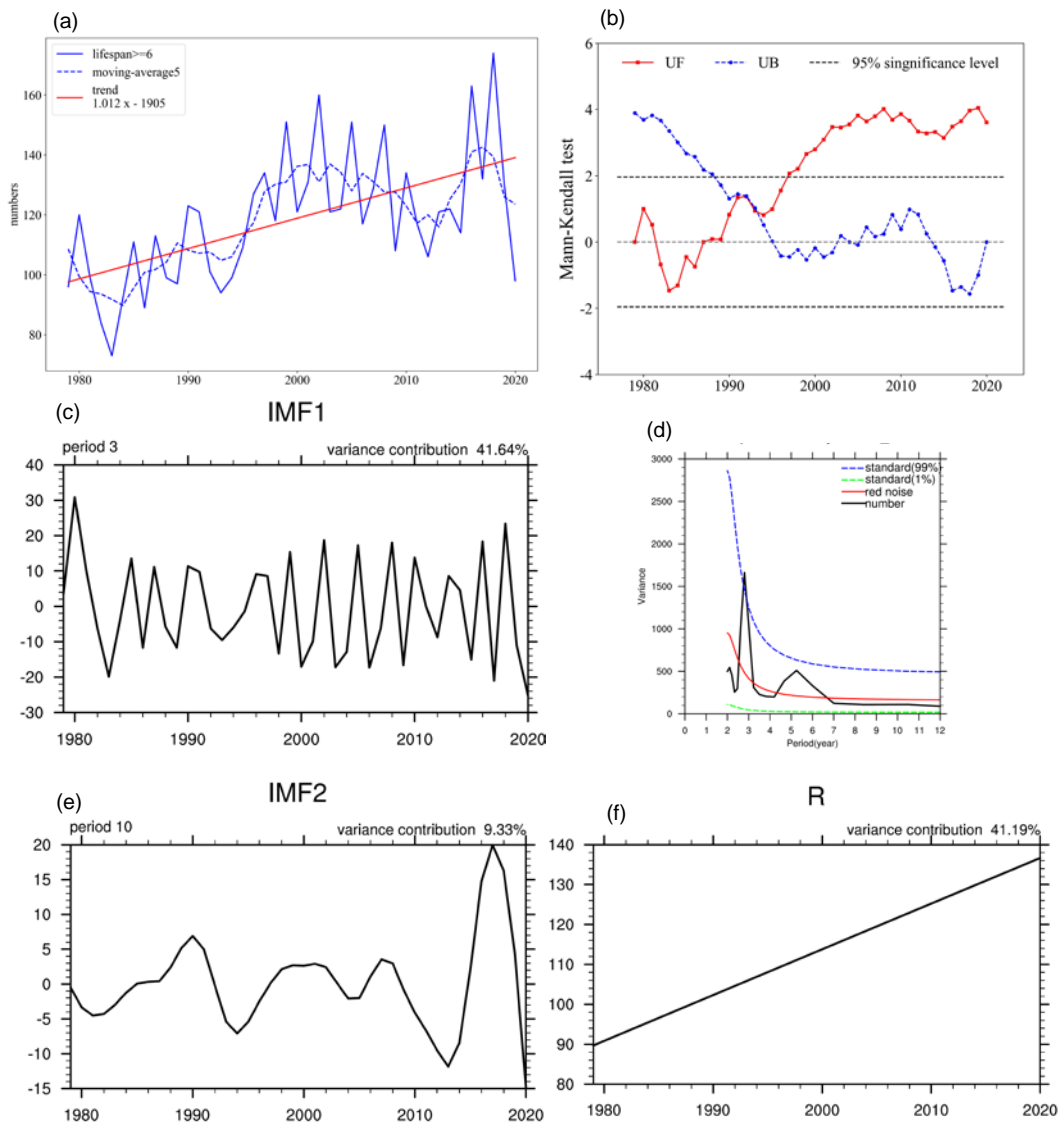 (a)
lifespan>=6
moving-average5
trend
1.012 x - 1905
numbers
160
140
120
100
80
1980
1990
2000
2010
2020
(b)
UF
UB
95% singnificance level
Mann-Kendall test
6
4
2
0
-2
-4
1980
1990
2000
2010
2020
(c)
IMF1
period 3
variance contribution 41.64%
40
30
20
10
0
-10
-20
-30
1980
1990
2000
2010
2020
(d)
standard(99%)
standard(1%)
red noise
number
Variance
3000
2500
2000
1500
1000
500
0
0 1 2 3 4 5 6 7 8 9 10 11 12
Period(year)
(e)
IMF2
period 10
variance contribution 9.33%
20
15
10
5
0
-5
-10
-15
1980
1990
2000
2010
2020
(f)
R
variance contribution 41.19%
140
130
120
110
100
90
80
1980
1990
2000
2010
2020